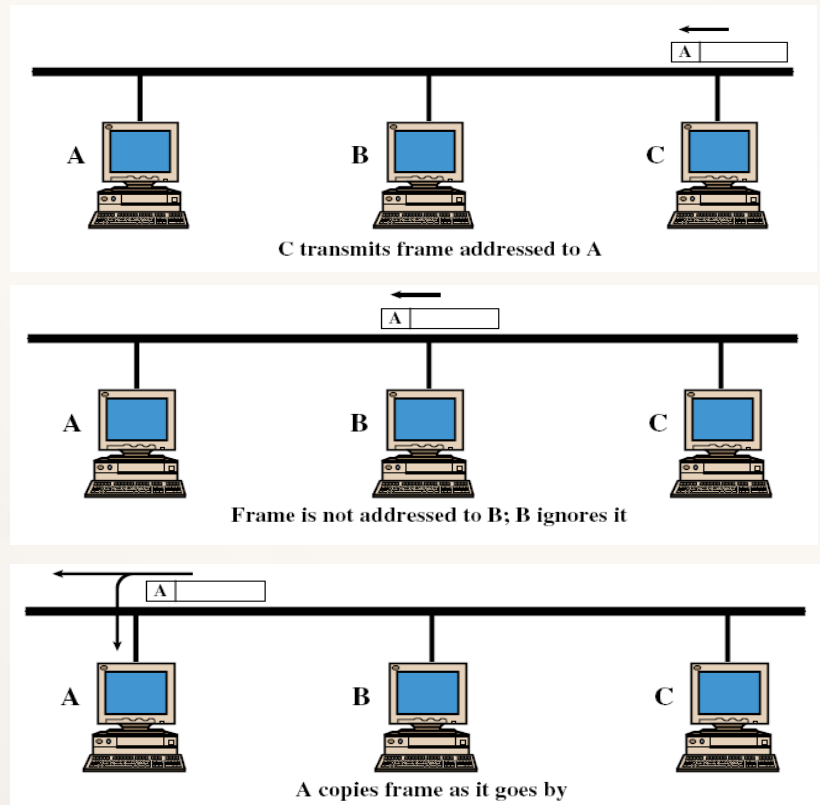 A
A
B
C
C transmits frame addressed to A
A
A
B
C
Frame is not addressed to B; B ignores it
A
A
B
C
A copies frame as it goes by